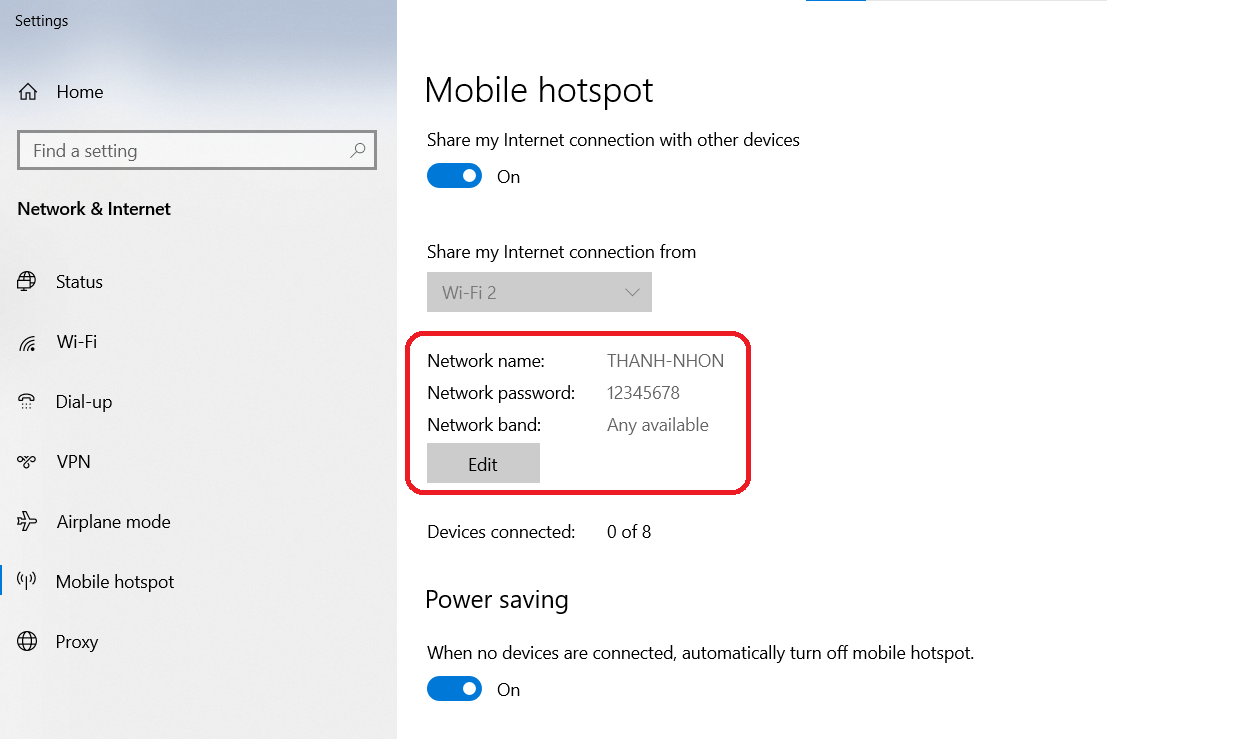 Settings
Home
Find a setting
Network & Internet
Status
Wi-Fi
Dial-up
VPN
Airplane mode
Mobile hotspot
Proxy
Mobile hotspot
Share my Internet connection with other devices
On
Share my Internet connection from
Wi-Fi 2
Network name: THANH-NHON
Network password: 12345678
Network band: Any available
Edit
Devices connected: 0 of 8
Power saving
When no devices are connected, automatically turn off mobile hotspot.
On